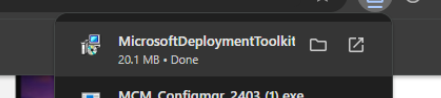 MicrosoftDeploymentToolkit
20.1 MB • Done
MCM_Configmgr_2403 (1).exe